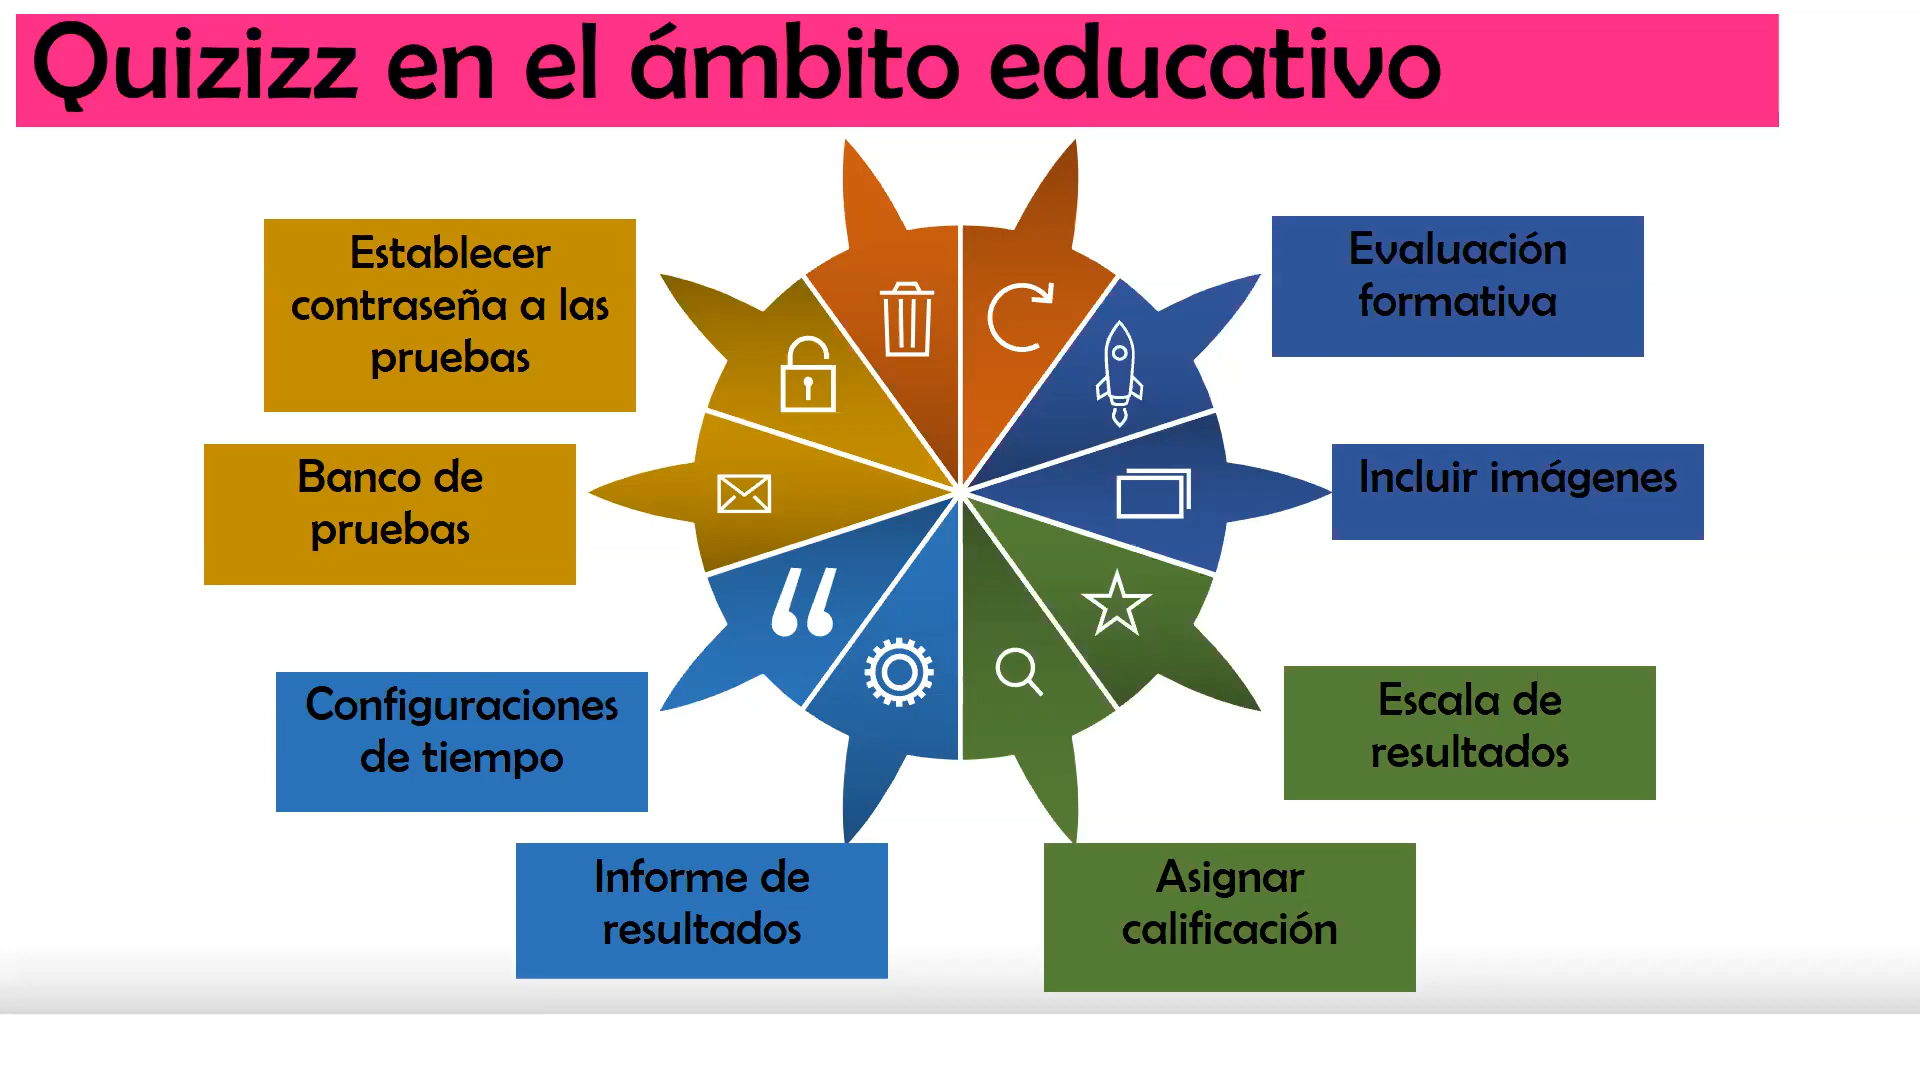 Quizizz en el ámbito educativo
Establecer
contraseña a las
pruebas
Evaluación
formativa
Banco de
pruebas
Incluir imágenes
Configuraciones
de tiempo
Escala de
resultados
Informe de
resultados
Asignar
calificación